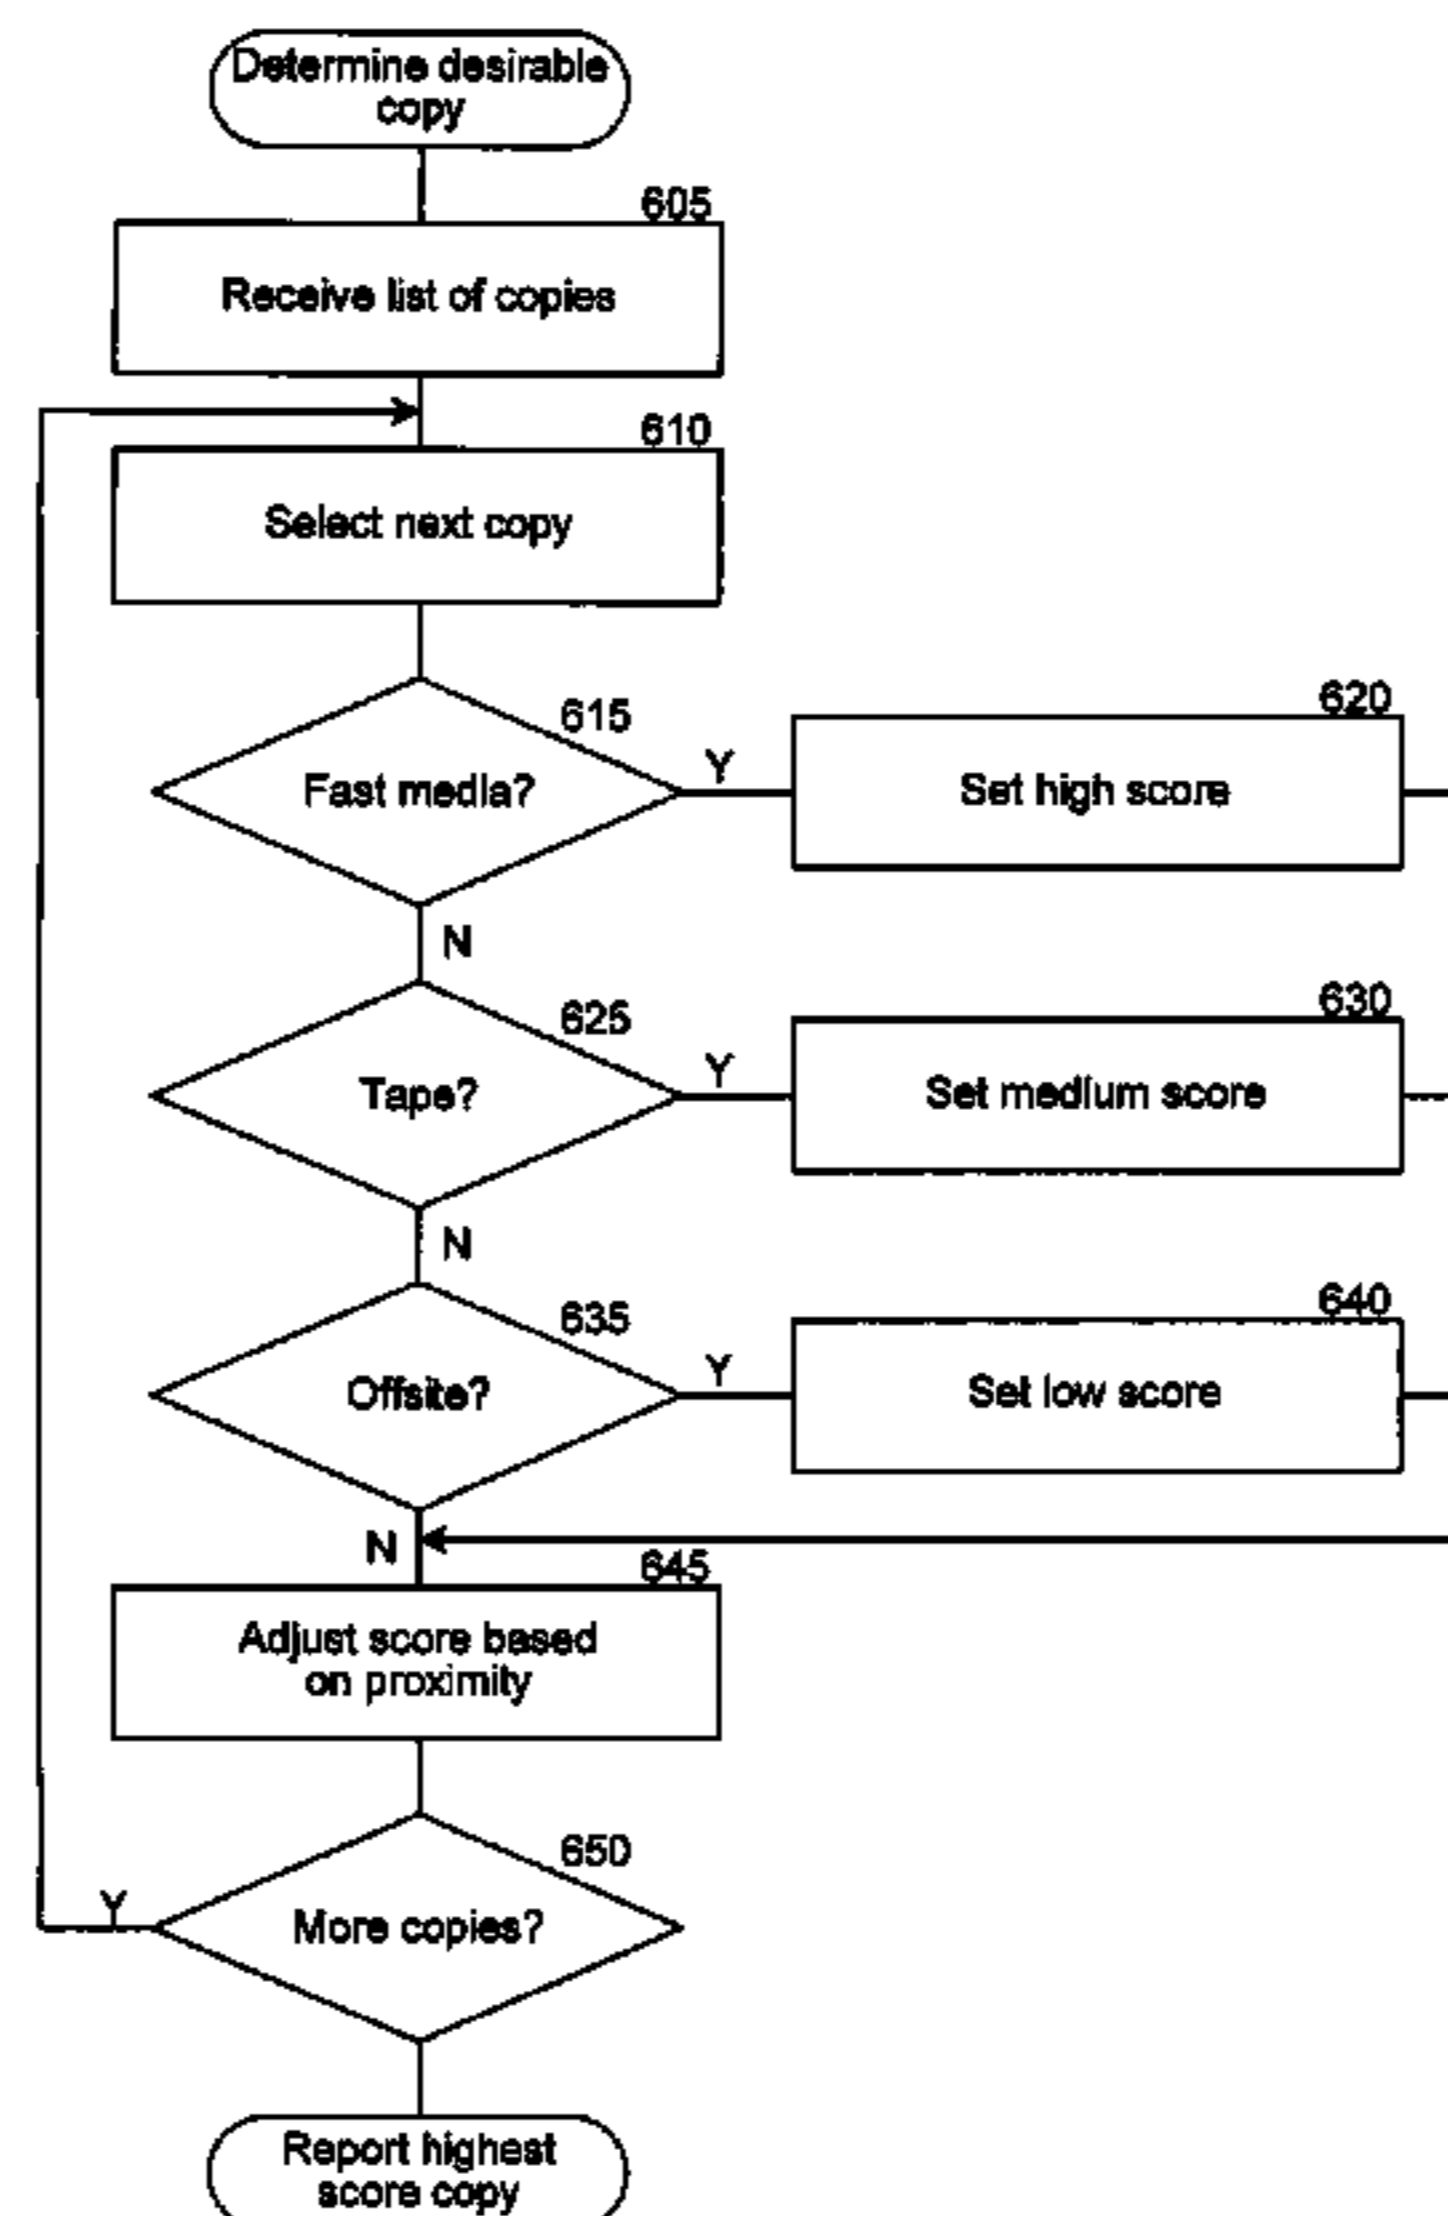 Determine desirable
copy
605
Receive list of copies
610
Select next copy
615
Fast media?
Y
620
Set high score
N
625
Tape?
Y
630
Set medium score
N
635
Offsite?
Y
640
Set low score
N
645
Adjust score based
on proximity
650
More copies?
Y
Report highest
score copy